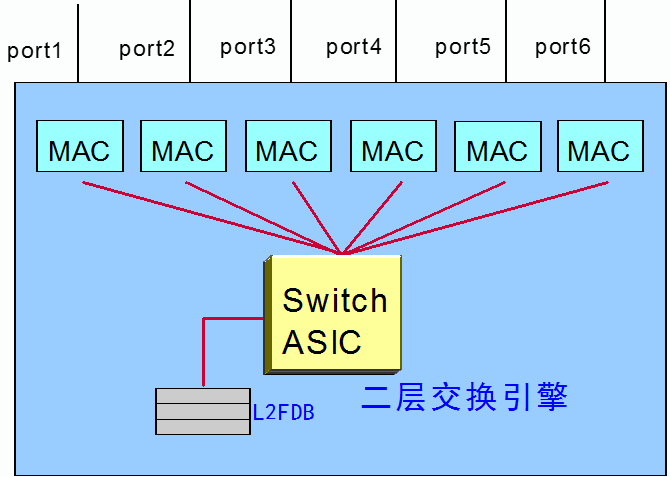 port1 port2 port3 port4 port5 port6
MAC MAC MAC MAC MAC MAC
Switch
ASIC
二层交换引擎
L2FDB